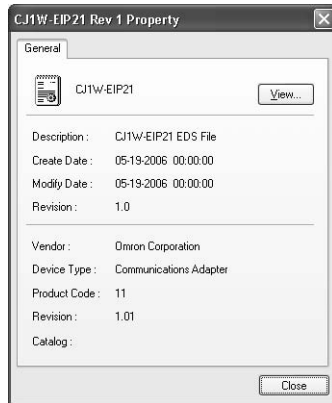 CJ1W-EIP21 Rev 1 Property
General
CJ1W-EIP21
View...
Description : CJ1W-EIP21 EDS File
Create Date : 05-19-2006 00:00:00
Modify Date : 05-19-2006 00:00:00
Revision : 1.0
Vendor : Omron Corporation
Device Type : Communications Adapter
Product Code : 11
Revision : 1.01
Catalog :
Close